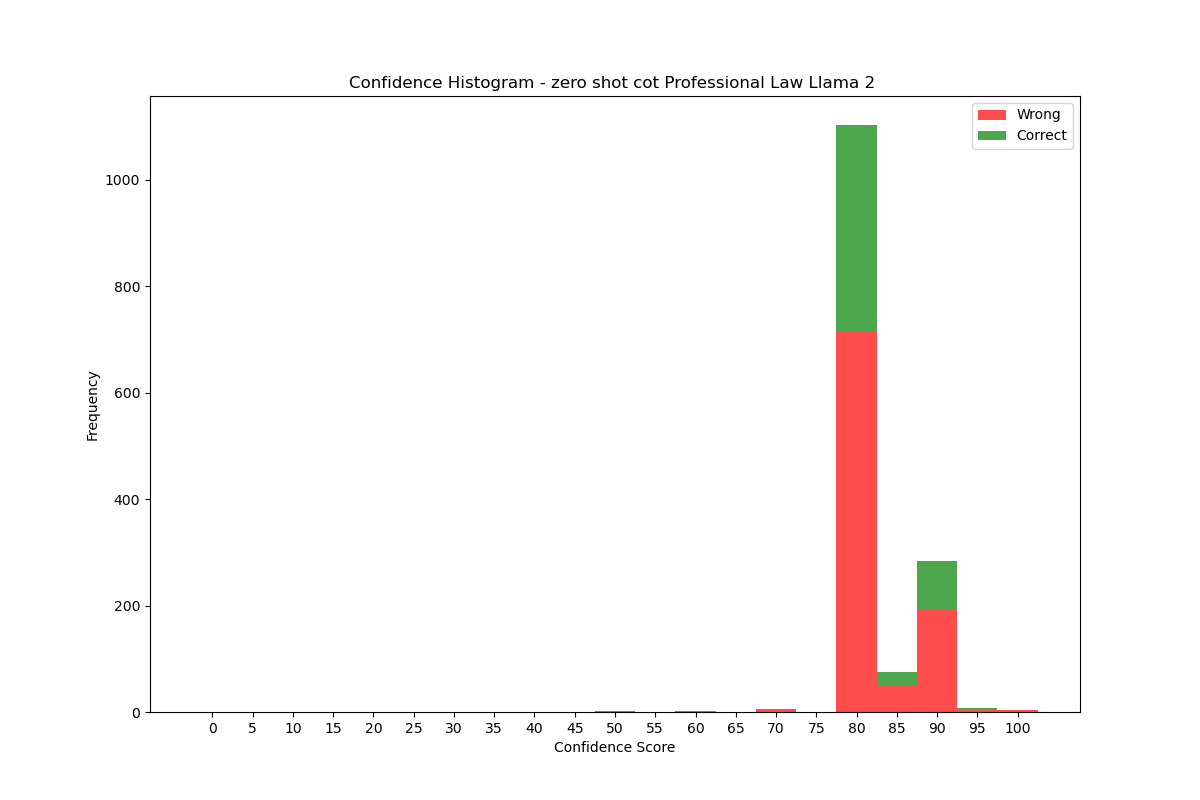 Confidence Histogram - zero shot cot Professional Law Llama 2
Wrong
Correct
1000
800
600
400
200
0
Frequency
0 5 10 15 20 25 30 35 40 45 50 55 60 65 70 75 80 85 90 95 100
Confidence Score